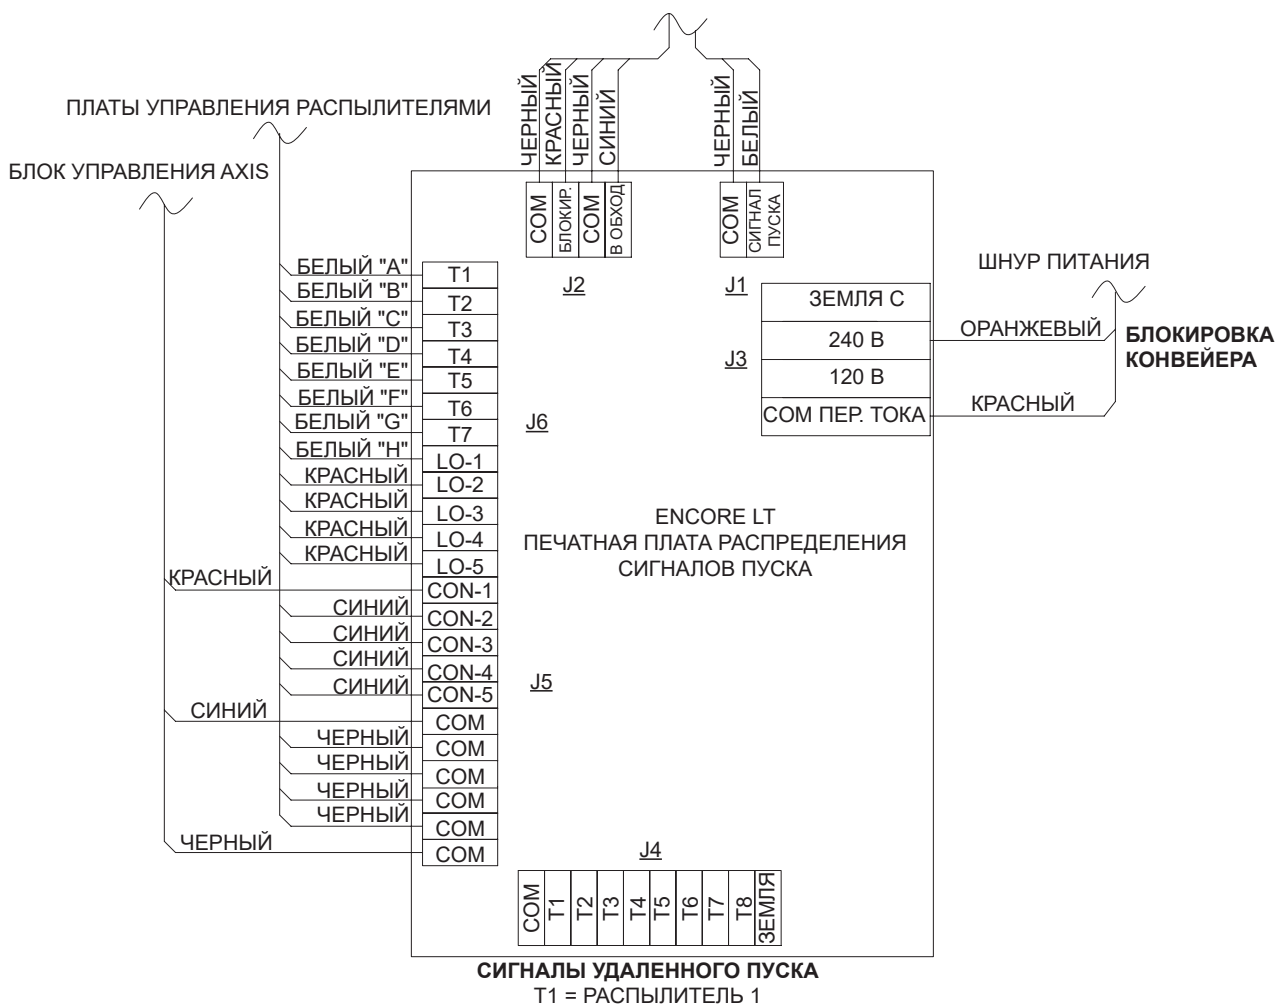 ПЛАТЫ УПРАВЛЕНИЯ РАСПЫЛИТЕЛЯМИ
БЛОК УПРАВЛЕНИЯ AXIS
ЧЕРНЫЙ
КРАСНЫЙ
ЧЕРНЫЙ
СИНИЙ
ЧЕРНЫЙ
БЕЛЫЙ
COM
БЛОКИР.
COM
В ОБХОД
J2
COM
СИГНАЛ
ПУСКА
J1
ШНУР ПИТАНИЯ
ЗЕМЛЯ С
240 В
120 В
COM ПЕР. ТОКА
J3
ОРАНЖЕВЫЙ
КРАСНЫЙ
БЛОКИРОВКА
КОНВЕЙЕРА
БЕЛЫЙ "A" T1
БЕЛЫЙ "B" T2
БЕЛЫЙ "C" T3
БЕЛЫЙ "D" T4
БЕЛЫЙ "E" T5
БЕЛЫЙ "F" T6
БЕЛЫЙ "G" T7
БЕЛЫЙ "H" LO-1
КРАСНЫЙ LO-2
КРАСНЫЙ LO-3
КРАСНЫЙ LO-4
КРАСНЫЙ LO-5
КРАСНЫЙ CON-1
СИНИЙ CON-2
СИНИЙ CON-3
СИНИЙ CON-4
СИНИЙ CON-5
СИНИЙ COM
ЧЕРНЫЙ COM
ЧЕРНЫЙ COM
ЧЕРНЫЙ COM
ЧЕРНЫЙ COM
ЧЕРНЫЙ COM
J6
J5
ENCORE LT
ПЕЧАТНАЯ ПЛАТА РАСПРЕДЕЛЕНИЯ
СИГНАЛОВ ПУСКА
J4
COM
T1
T2
T3
T4
T5
T6
T7
T8
ЗЕМЛЯ
СИГНАЛЫ УДАЛЕННОГО ПУСКА
T1 = РАСПЫЛИТЕЛЬ 1